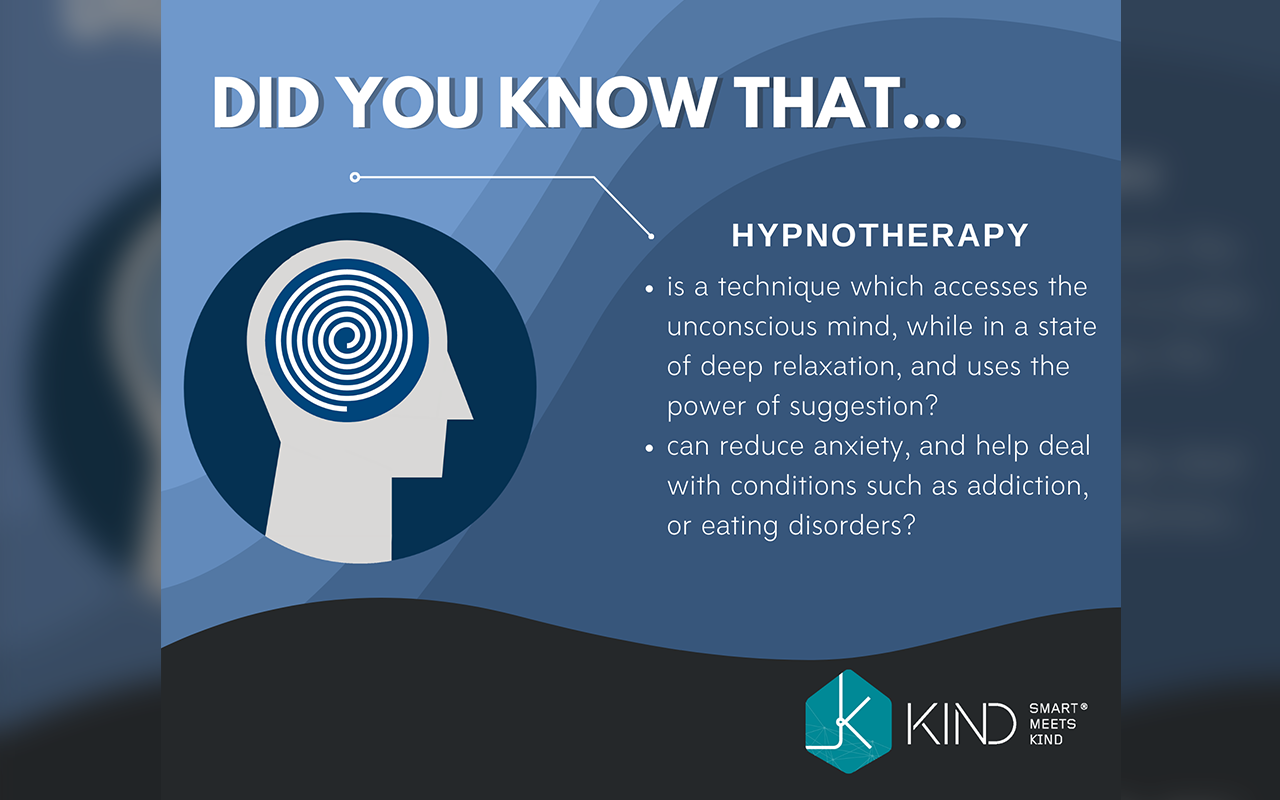 DID YOU KNOW THAT...
HYPNOTHERAPY
• is a technique which accesses the
unconscious mind, while in a state
of deep relaxation, and uses the
power of suggestion?
• can reduce anxiety, and help deal
with conditions such as addiction,
or eating disorders?
KIND
SMART®
MEETS
KIND